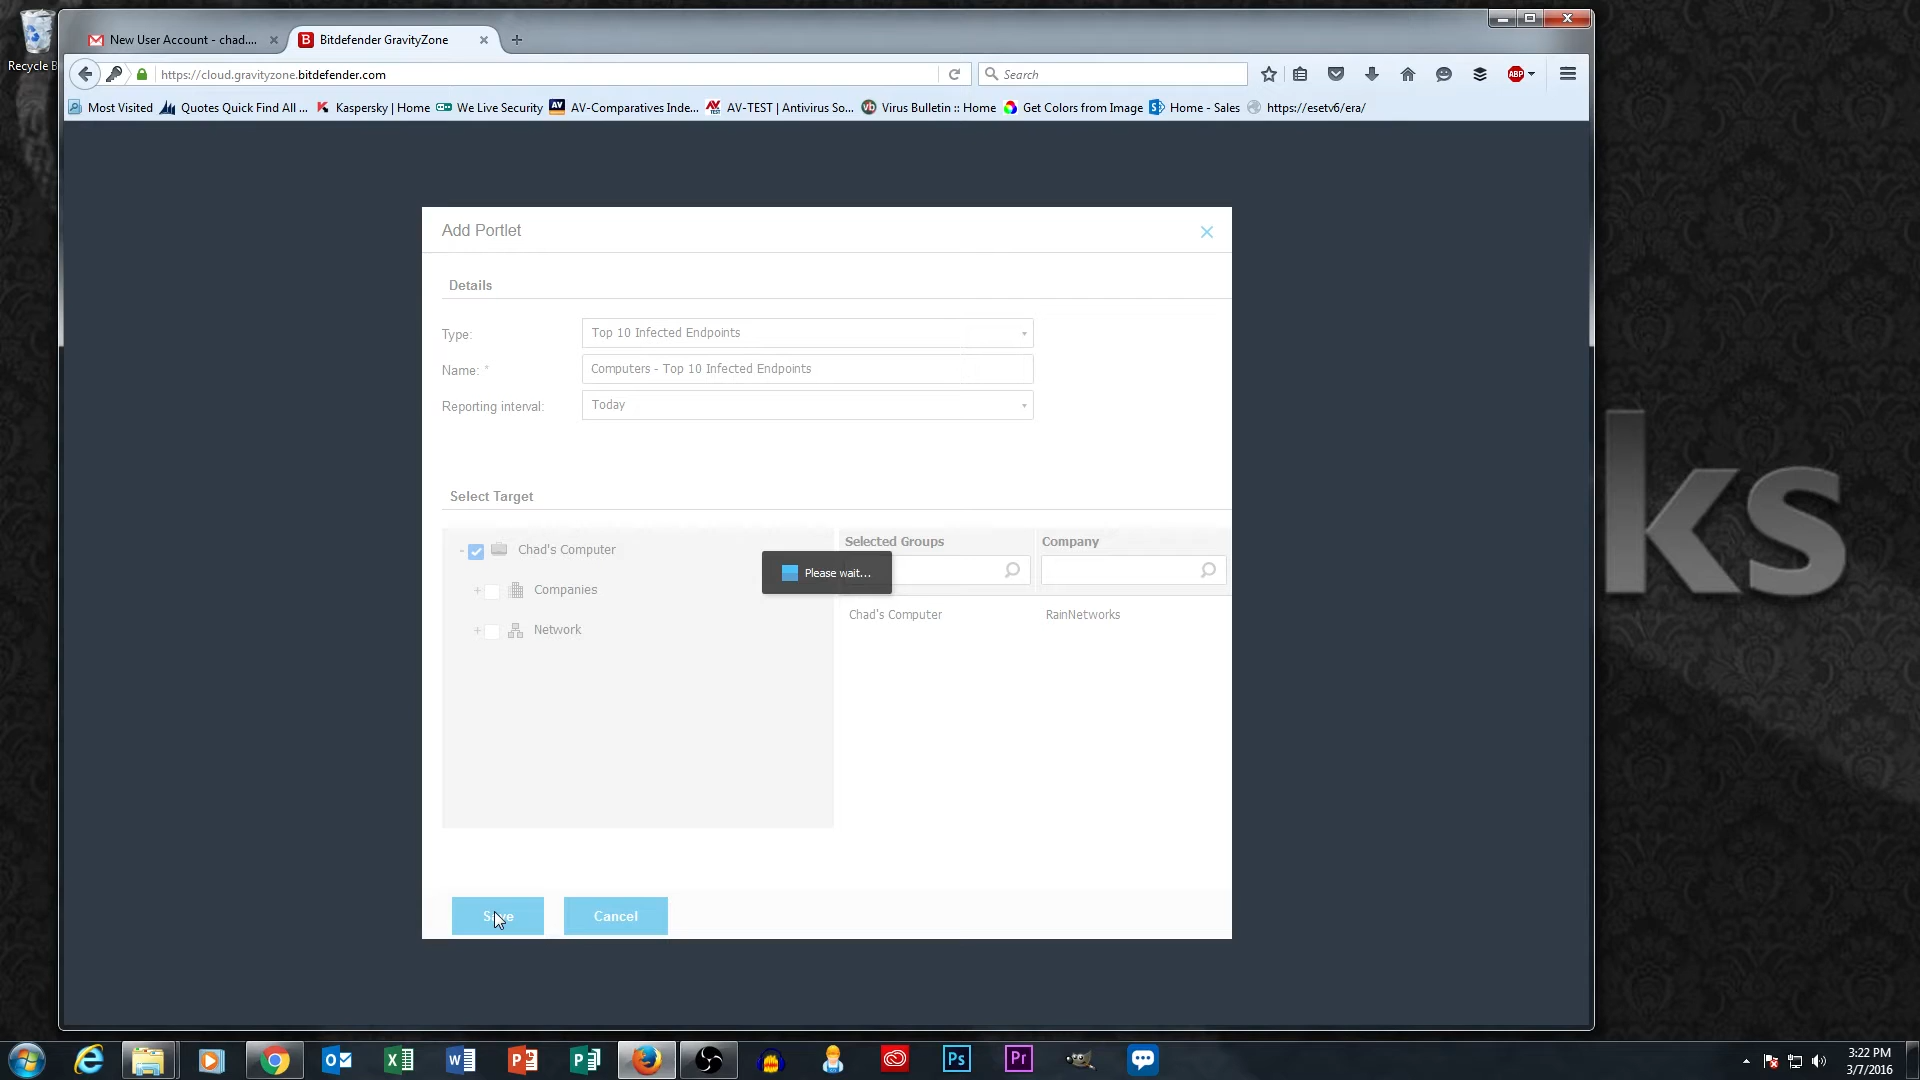 Recycle B
New User Account - chad....
Bitdefender GravityZone
https://cloud.gravityzone.bitdefender.com
Search
ABP
Most Visited
Quotes Quick Find All ...
Kaspersky | Home
We Live Security
AV-Comparatives Inde...
AV-TEST | Antivirus So...
Virus Bulletin :: Home
Get Colors from Image
Home - Sales
https://esetv6/era/
Add Portlet
Details
Type:
Top 10 Infected Endpoints
Name: *
Computers - Top 10 Infected Endpoints
Reporting interval:
Today
Select Target
Chad's Computer
Companies
Network
Selected Groups
Company
Please wait...
Chad's Computer
RainNetworks
Save
Cancel
ks
3:22 PM
3/7/2016